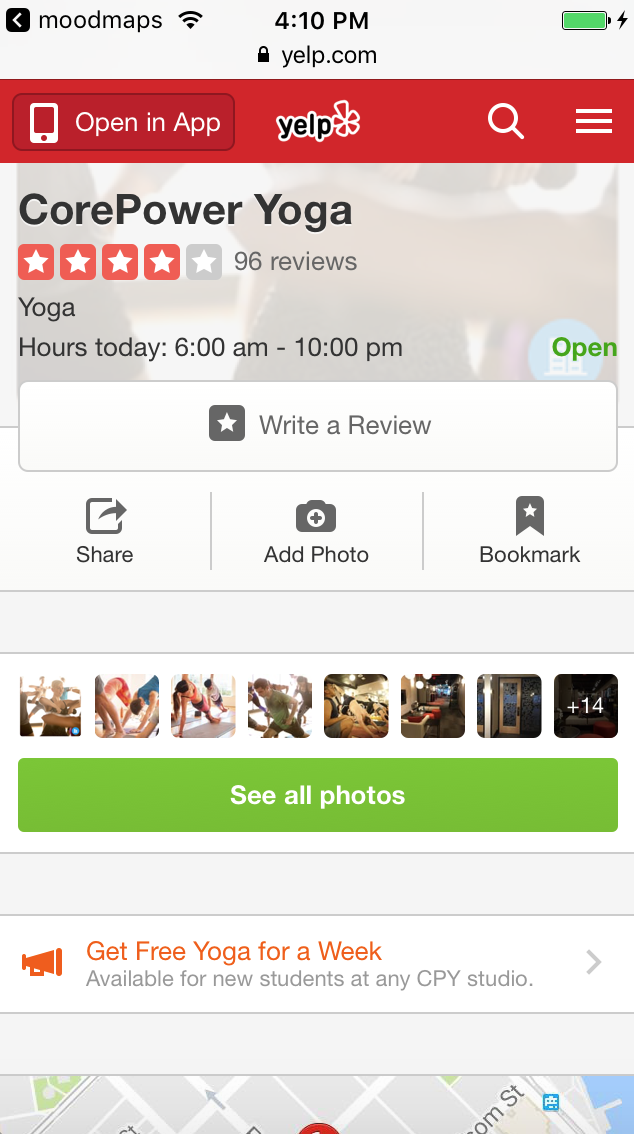 moodmaps 4:10 PM
yelp.com
Open in App yelp
CorePower Yoga
96 reviews
Yoga
Hours today: 6:00 am - 10:00 pm Open
Write a Review
Share Add Photo Bookmark
+14
See all photos
Get Free Yoga for a Week
Available for new students at any CPY studio.
om St